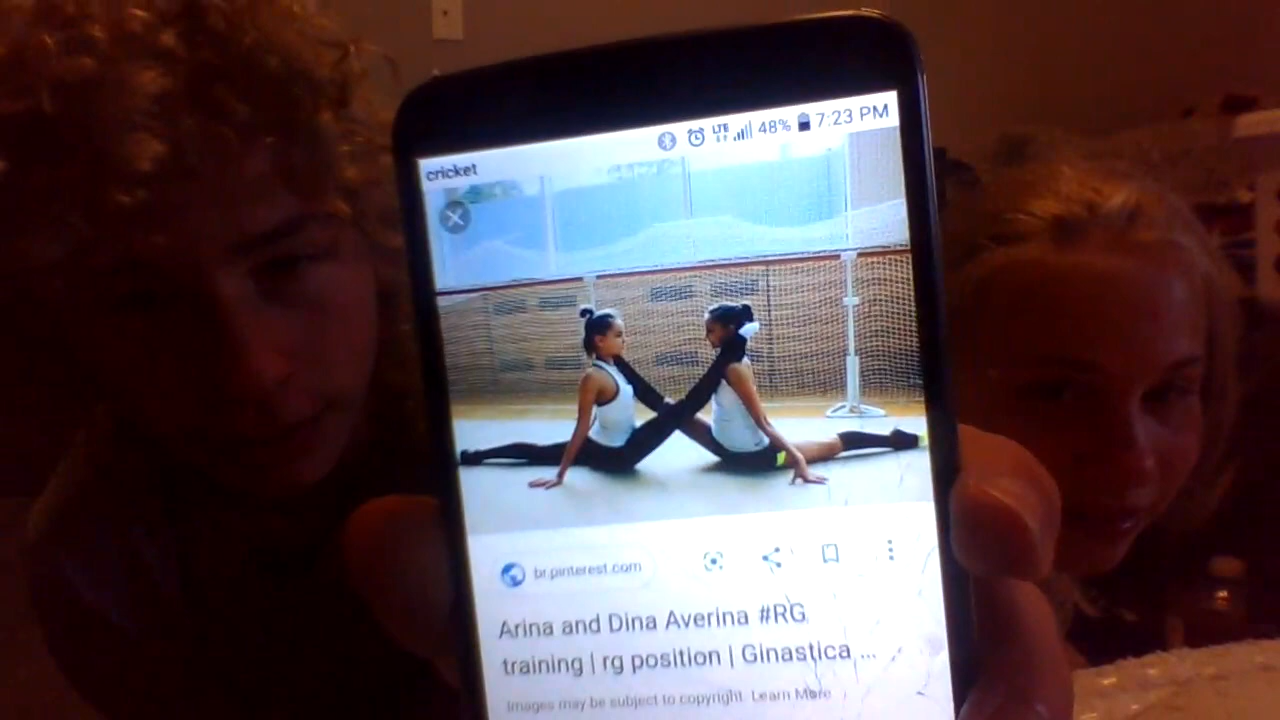 LTE 48% 7:23 PM
cricket
br.pinterest.com
Arina and Dina Averina #RG
training | rg position | Ginastica ...
Images may be subject to copyright. Learn More